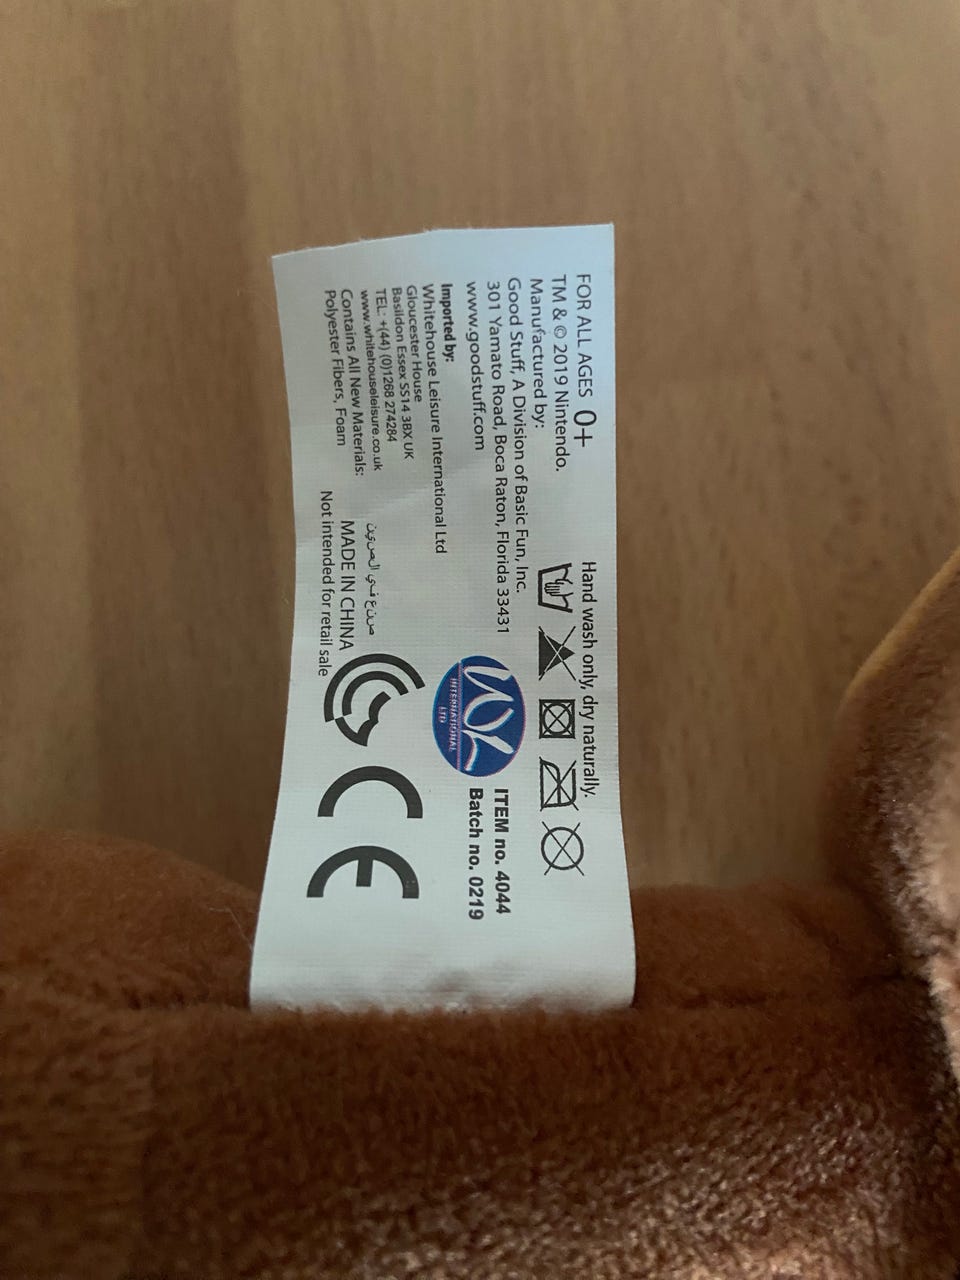 FOR ALL AGES 0+
TM & © 2019 Nintendo.
Manufactured by:
Good Stuff, A Division of Basic Fun, Inc.
301 Yamato Road, Boca Raton, Florida 33431
www.goodstuff.com
Imported by:
Whitehouse Leisure International Ltd
Gloucester House
Basildon Essex SS14 3BX UK
TEL: +(44) (0)1268 274284
www.whitehouseleisure.co.uk
Contains All New Materials:
Polyester Fibers, Foam
Hand wash only, dry naturally.
WL
INTERNATIONAL
LTD
ITEM no. 4044
Batch no. 0219
صنع في الصين
MADE IN CHINA
Not intended for retail sale
CE